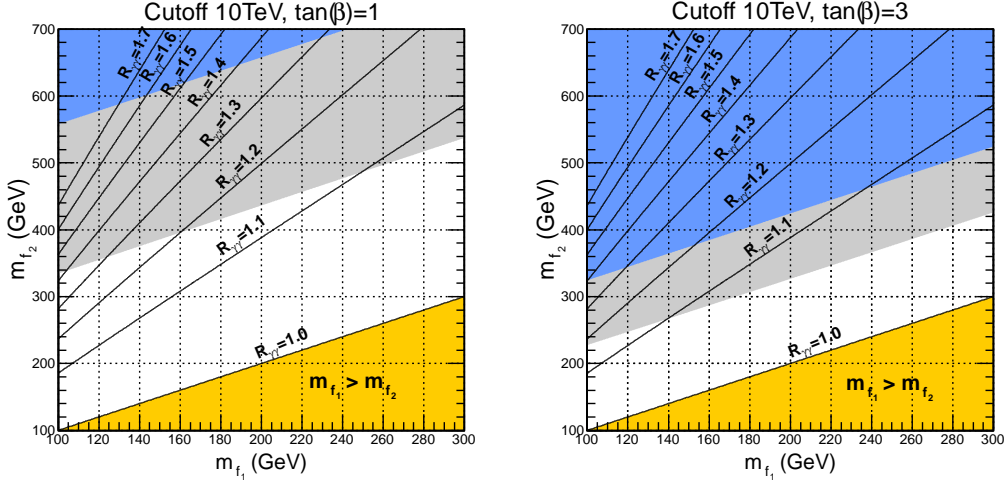 Cutoff 10TeV, tan(β)=1
700
600
500
400
300
200
100
m_f₂ (GeV)
R_γγ=1.7
R_γγ=1.6
R_γγ=1.5
R_γγ=1.4
R_γγ=1.3
R_γγ=1.2
R_γγ=1.1
R_γγ=1.0
m_f₁ > m_f₂
100 120 140 160 180 200 220 240 260 280 300
m_f₁ (GeV)
Cutoff 10TeV, tan(β)=3
700
600
500
400
300
200
100
m_f₂ (GeV)
R_γγ=1.7
R_γγ=1.6
R_γγ=1.5
R_γγ=1.4
R_γγ=1.3
R_γγ=1.2
R_γγ=1.1
R_γγ=1.0
m_f₁ > m_f₂
100 120 140 160 180 200 220 240 260 280 300
m_f₁ (GeV)